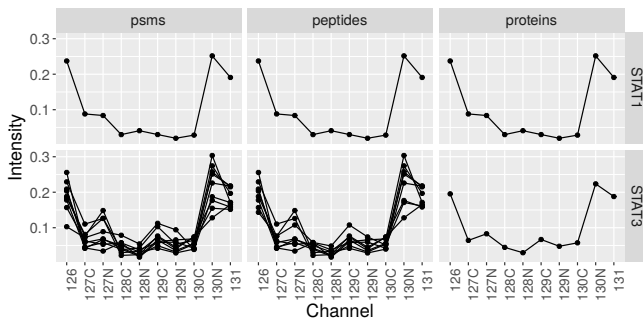 psms peptides proteins
0.3
0.2
0.1
STAT1
0.3
0.2
0.1
STAT3
Intensity
126 127C 127N 128C 128N 129C 129N 130C 130N 131 126 127C 127N 128C 128N 129C 129N 130C 130N 131 126 127C 127N 128C 128N 129C 129N 130C 130N 131
Channel